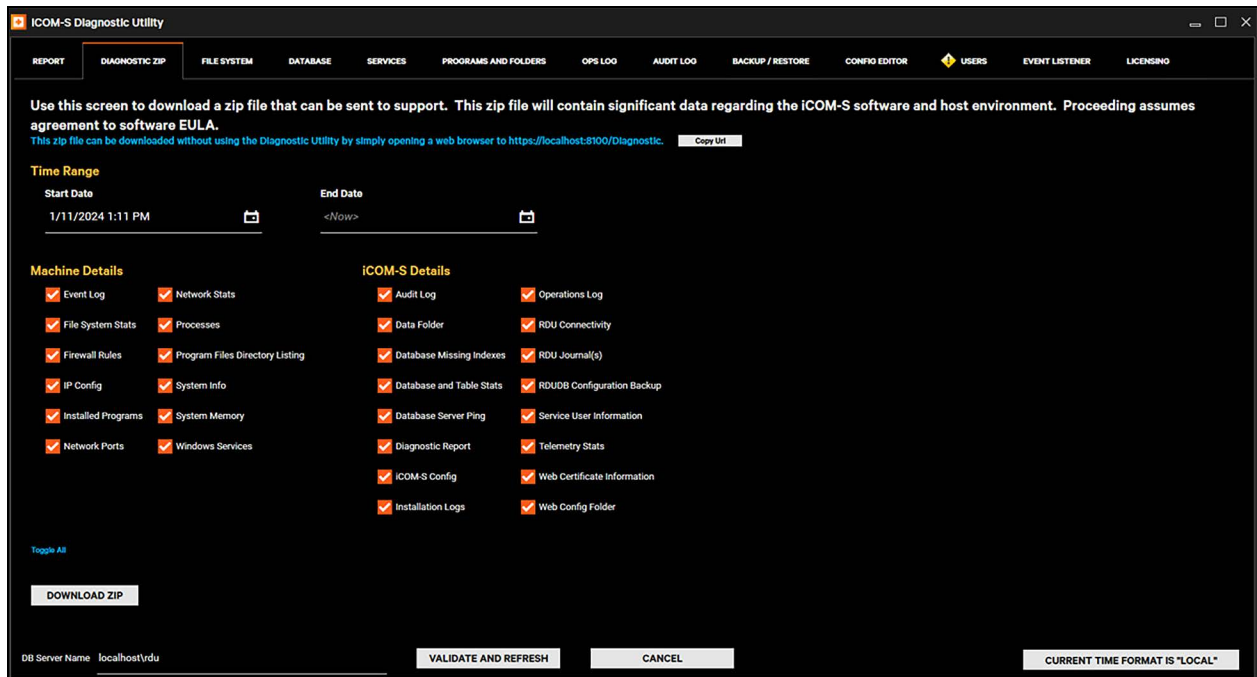 iCOM-S Diagnostic Utility
REPORT DIAGNOSTIC ZIP FILE SYSTEM DATABASE SERVICES PROGRAMS AND FOLDERS OPS LOG AUDIT LOG BACKUP / RESTORE CONFIG EDITOR USERS EVENT LISTENER LICENSING
Use this screen to download a zip file that can be sent to support. This zip file will contain significant data regarding the iCOM-S software and host environment. Proceeding assumes
agreement to software EULA.
This zip file can be downloaded without using the Diagnostic Utility by simply opening a web browser to https://localhost:8100/Diagnostic. Copy Url
Time Range
Start Date End Date
1/11/2024 1:11 PM <Now>
Machine Details iCOM-S Details
Event Log Network Stats Audit Log Operations Log
File System Stats Processes Data Folder RDU Connectivity
Firewall Rules Program Files Directory Listing Database Missing Indexes RDU Journal(s)
IP Config System Info Database and Table Stats RDUDB Configuration Backup
Installed Programs System Memory Database Server Ping Service User Information
Network Ports Windows Services Diagnostic Report Telemetry Stats
iCOM-S Config Web Certificate Information
Installation Logs Web Config Folder
Toggle All
DOWNLOAD ZIP
DB Server Name localhost\rdu VALIDATE AND REFRESH CANCEL CURRENT TIME FORMAT IS "LOCAL"